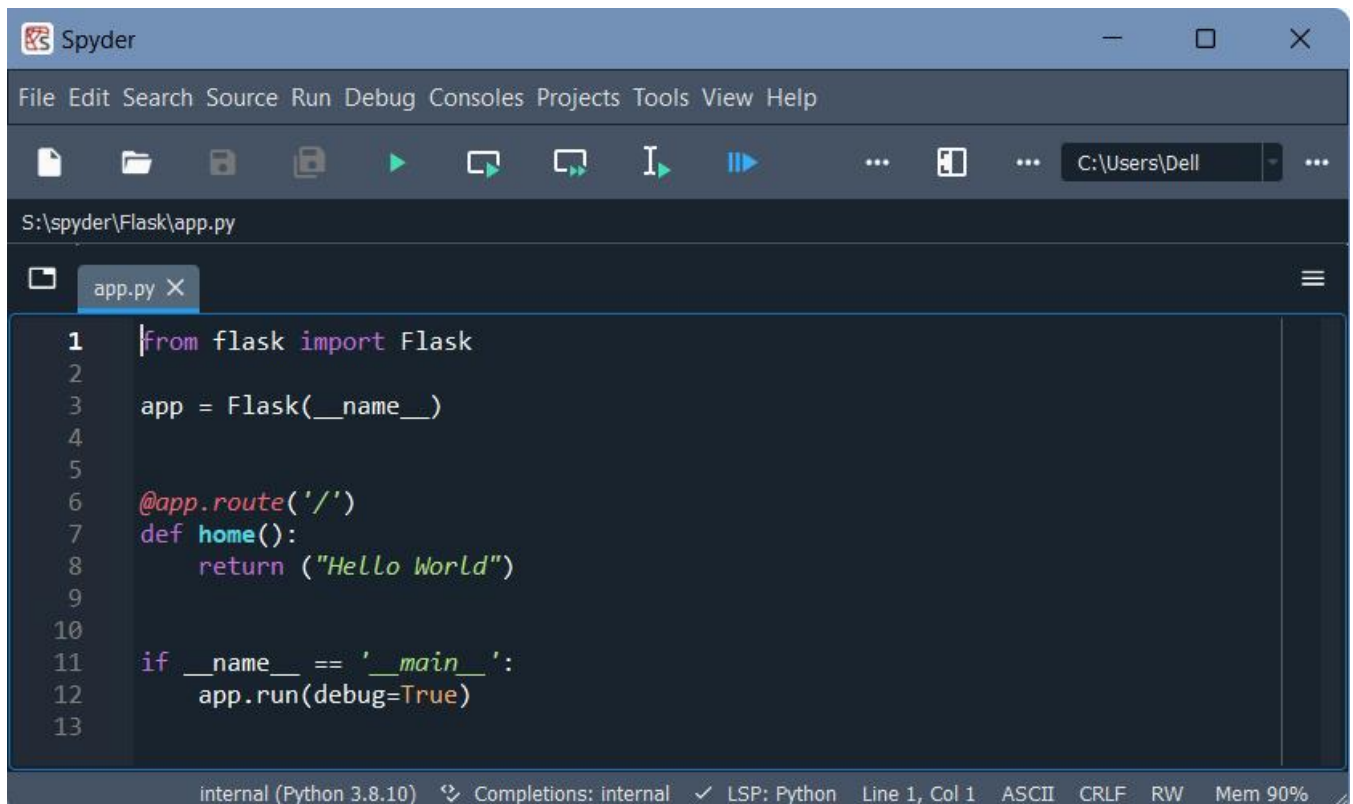 Spyder
File Edit Search Source Run Debug Consoles Projects Tools View Help
C:\Users\Dell
S:\spyder\Flask\app.py
app.py
1 from flask import Flask
2
3 app = Flask(__name__)
4
5
6 @app.route('/')
7 def home():
8     return ("Hello World")
9
10
11 if __name__ == '__main__':
12     app.run(debug=True)
13
internal (Python 3.8.10) Completions: internal LSP: Python Line 1, Col 1 ASCII CRLF RW Mem 90%